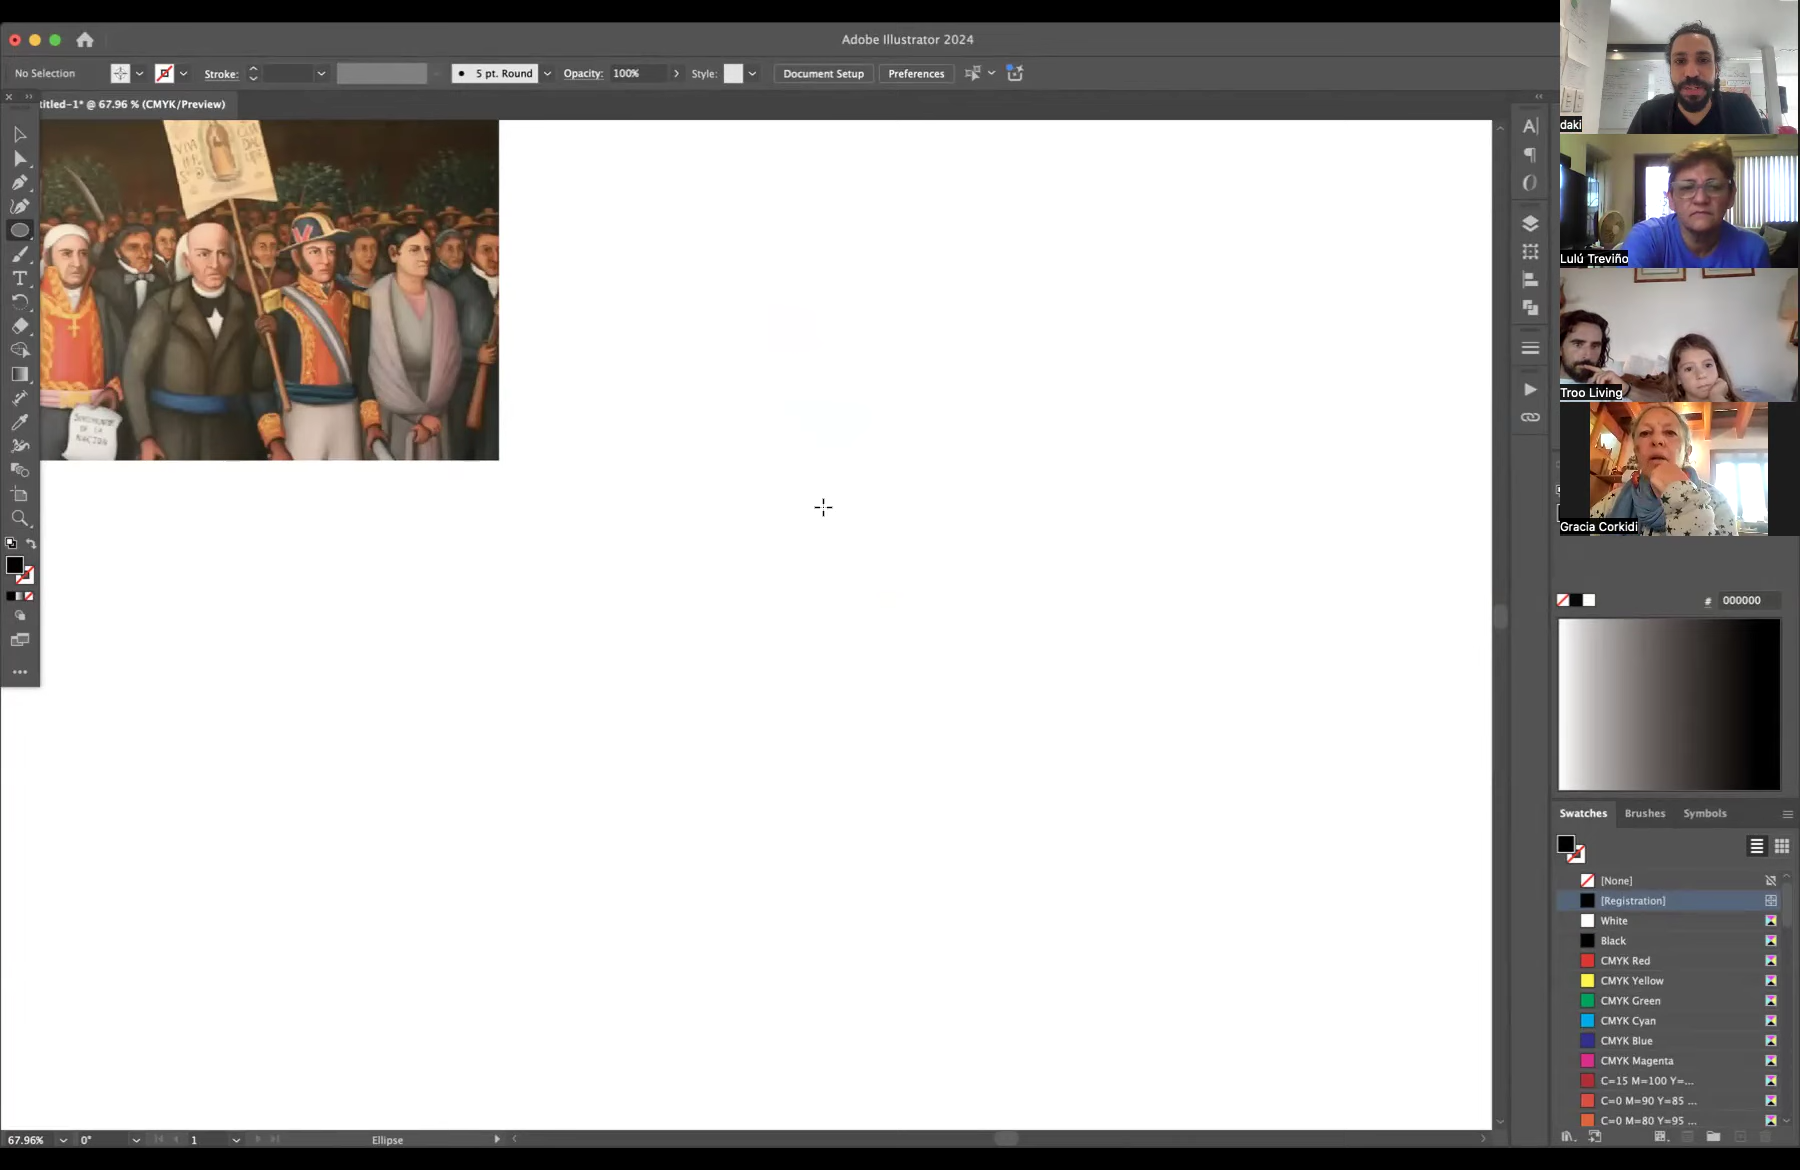 Adobe Illustrator 2024
No Selection
Stroke:
5 pt. Round
Opacity: 100%
Style:
Document Setup
Preferences
titled-1* @ 67.96 % (CMYK/Preview)
VIVA
daki
Lulú Treviño
Troo Living
Gracia Corkidi
# 000000
Swatches
Brushes
Symbols
[None]
[Registration]
White
Black
CMYK Red
CMYK Yellow
CMYK Green
CMYK Cyan
CMYK Blue
CMYK Magenta
C=15 M=100 Y=...
C=0 M=90 Y=85 ...
C=0 M=80 Y=95 ...
67.96%
0°
1
Ellipse